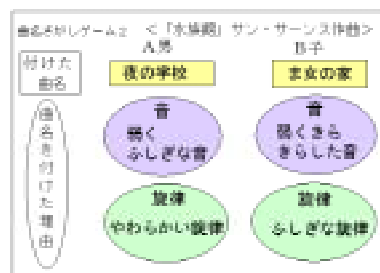 曲名さがしゲーム2 <「水族館」サン・サーンス作曲>
A男 B子
付けた
曲名
夜の学校
ま女の家
曲名を付けた理由
音
弱く
ふしぎな音
音
弱くきら
きらした音
旋律
やわらかい旋律
旋律
ふしぎな旋律